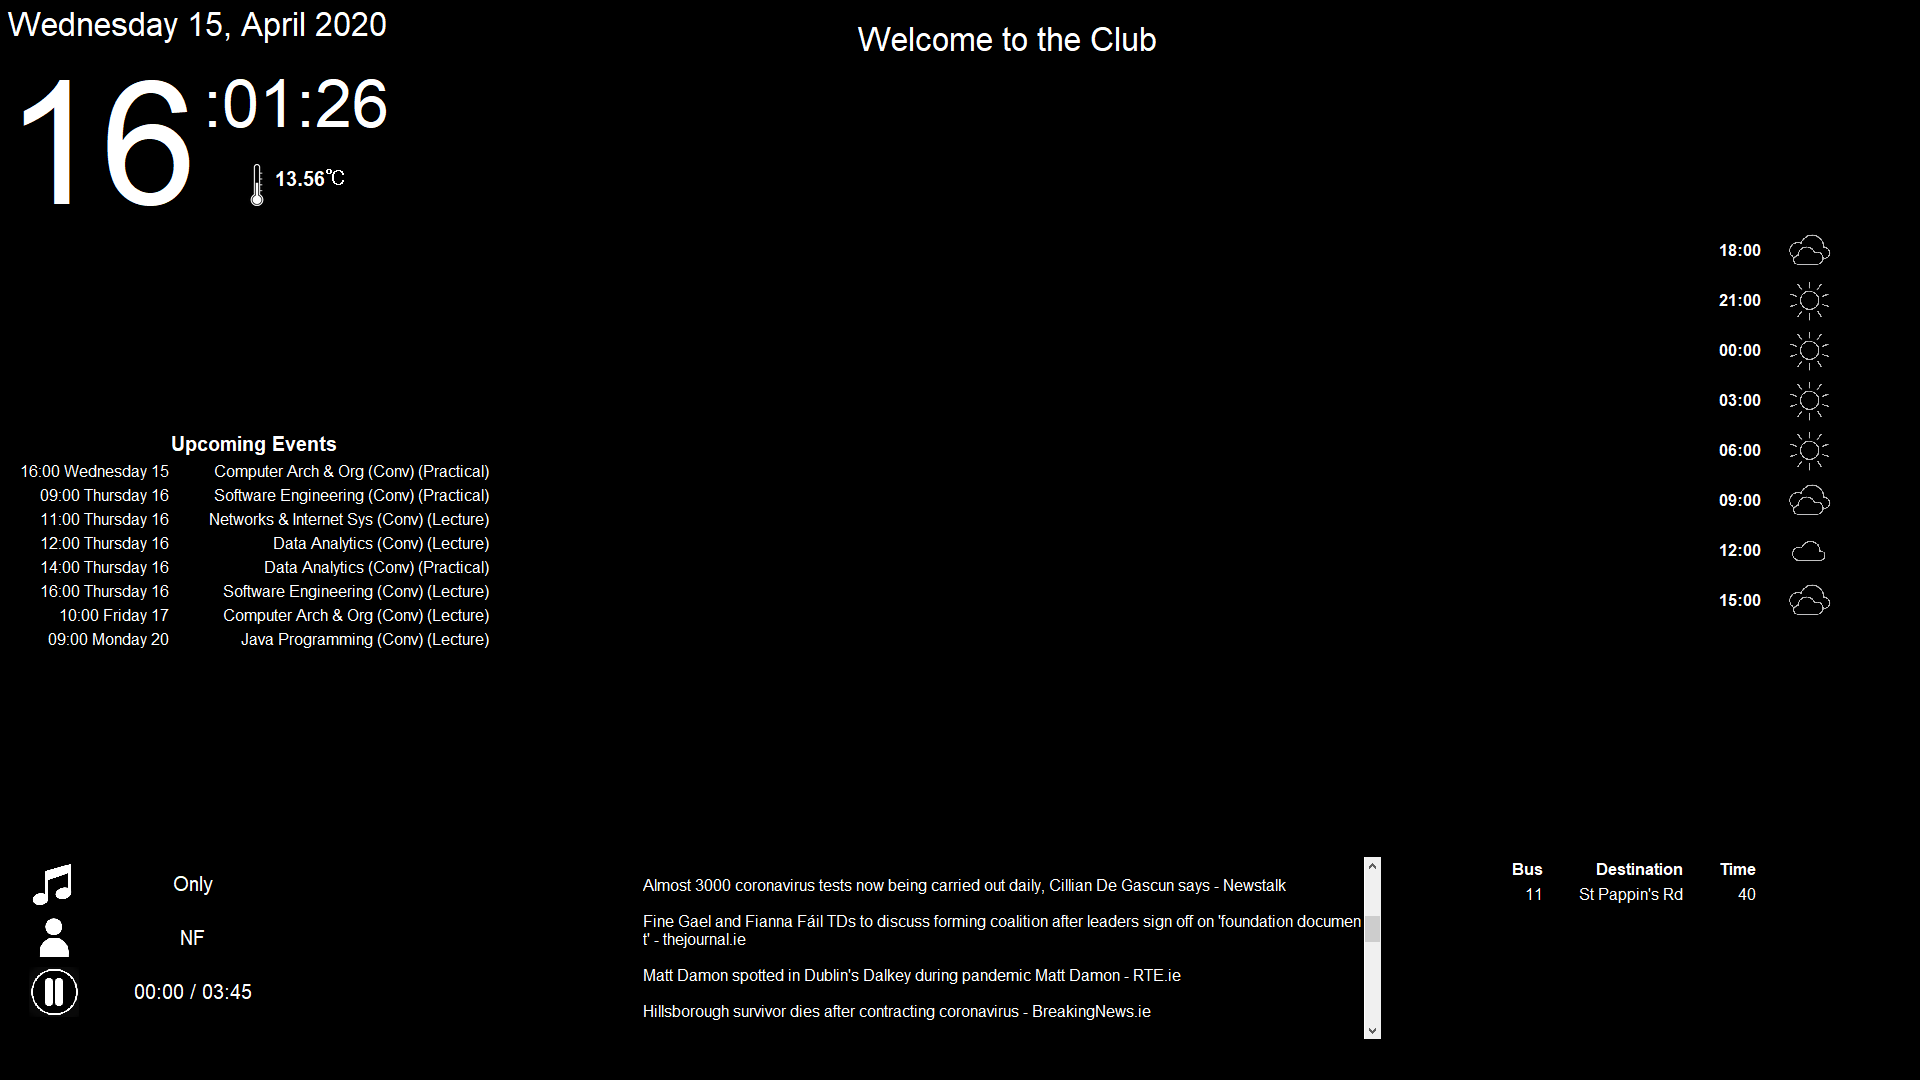 Wednesday 15, April 2020
Welcome to the Club
16:01:26
13.56°C
18:00
21:00
00:00
03:00
06:00
09:00
12:00
15:00
Upcoming Events
16:00 Wednesday 15 Computer Arch & Org (Conv) (Practical)
09:00 Thursday 16 Software Engineering (Conv) (Practical)
11:00 Thursday 16 Networks & Internet Sys (Conv) (Lecture)
12:00 Thursday 16 Data Analytics (Conv) (Lecture)
14:00 Thursday 16 Data Analytics (Conv) (Practical)
16:00 Thursday 16 Software Engineering (Conv) (Lecture)
10:00 Friday 17 Computer Arch & Org (Conv) (Lecture)
09:00 Monday 20 Java Programming (Conv) (Lecture)
Only
NF
00:00 / 03:45
Almost 3000 coronavirus tests now being carried out daily, Cillian De Gascun says - Newstalk
Fine Gael and Fianna Fáil TDs to discuss forming coalition after leaders sign off on 'foundation documen
t' - thejournal.ie
Matt Damon spotted in Dublin's Dalkey during pandemic Matt Damon - RTE.ie
Hillsborough survivor dies after contracting coronavirus - BreakingNews.ie
Bus Destination Time
11 St Pappin's Rd 40